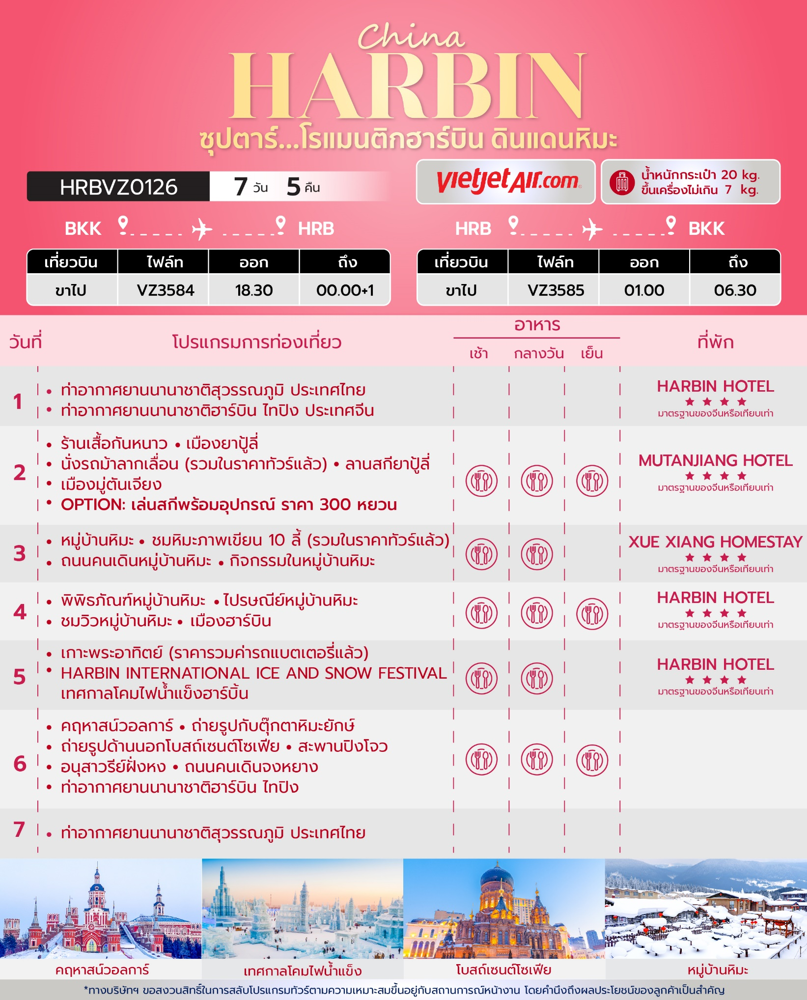 China
HARBIN
ซุปตาร์...โรแมนติกฮาร์บิน ดินแดนหิมะ
HRBVZ0126 7 วัน 5 คืน
vietjetAir.com
น้ำหนักกระเป๋า 20 kg.
ขึ้นเครื่องไม่เกิน 7 kg.
BKK HRB
HRB BKK
เที่ยวบิน ไฟล์ท ออก ถึง
ขาไป VZ3584 18.30 00.00+1
เที่ยวบิน ไฟล์ท ออก ถึง
ขาไป VZ3585 01.00 06.30
วันที่ โปรแกรมการท่องเที่ยว อาหาร ที่พัก
เช้า กลางวัน เย็น
1
• ท่าอากาศยานนานาชาติสุวรรณภูมิ ประเทศไทย
• ท่าอากาศยานนานาชาติฮาร์บิน ไทปิง ประเทศจีน
HARBIN HOTEL
★ ★ ★ ★
มาตรฐานของจีนหรือเทียบเท่า
2
• ร้านเสื้อกันหนาว • เมืองยาปู้ลี่
• นั่งรถม้าลากเลื่อน (รวมในราคาทัวร์แล้ว) • ลานสกียาปู้ลี่
• เมืองมู่ตันเจียง
• OPTION: เล่นสกีพร้อมอุปกรณ์ ราคา 300 หยวน
MUTANJIANG HOTEL
★ ★ ★ ★
มาตรฐานของจีนหรือเทียบเท่า
3
• หมู่บ้านหิมะ • ชมหิมะภาพเขียน 10 ลี้ (รวมในราคาทัวร์แล้ว)
• ถนนคนเดินหมู่บ้านหิมะ • กิจกรรมในหมู่บ้านหิมะ
XUE XIANG HOMESTAY
★ ★ ★ ★
มาตรฐานของจีนหรือเทียบเท่า
4
• พิพิธภัณฑ์หมู่บ้านหิมะ • ไปรษณีย์หมู่บ้านหิมะ
• ชมวิวหมู่บ้านหิมะ • เมืองฮาร์บิน
HARBIN HOTEL
★ ★ ★ ★
มาตรฐานของจีนหรือเทียบเท่า
5
• เกาะพระอาทิตย์ (ราคารวมค่ารถแบตเตอรี่แล้ว)
• HARBIN INTERNATIONAL ICE AND SNOW FESTIVAL
เทศกาลโคมไฟน้ำแข็งฮาร์บิ้น
HARBIN HOTEL
★ ★ ★ ★
มาตรฐานของจีนหรือเทียบเท่า
6
• คฤหาสน์วอลการ์ • ถ่ายรูปกับตุ๊กตาหิมะยักษ์
• ถ่ายรูปด้านนอกโบสถ์เซนต์โซเฟีย • สะพานปิงโจว
• อนุสาวรีย์ฝั่งหง • ถนนคนเดินจงหยาง
• ท่าอากาศยานนานาชาติฮาร์บิน ไทปิง
7
• ท่าอากาศยานนานาชาติสุวรรณภูมิ ประเทศไทย
คฤหาสน์วอลการ์
เทศกาลโคมไฟน้ำแข็ง
โบสถ์เซนต์โซเฟีย
หมู่บ้านหิมะ
*ทางบริษัทฯ ขอสงวนสิทธิ์ในการสลับโปรแกรมทัวร์ตามความเหมาะสมขึ้นอยู่กับสถานการณ์หน้างาน โดยคำนึงถึงผลประโยชน์ของลูกค้าเป็นสำคัญ